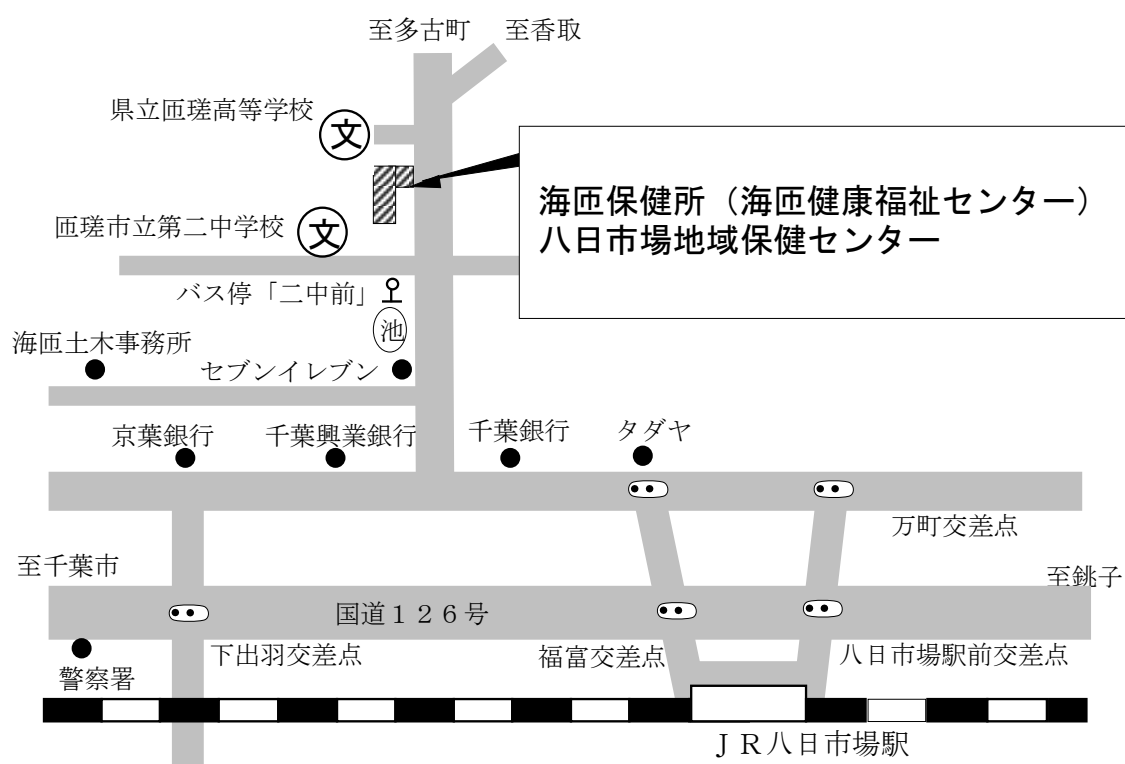 至多古町
至香取
県立匝瑳高等学校
文
海匝保健所（海匝健康福祉センター）
八日市場地域保健センター
匝瑳市立第二中学校
文
バス停「二中前」
池
海匝土木事務所
セブンイレブン
京葉銀行
千葉興業銀行
千葉銀行
タダヤ
万町交差点
至千葉市
至銚子
国道１２６号
下出羽交差点
福富交差点
八日市場駅前交差点
警察署
ＪＲ八日市場駅